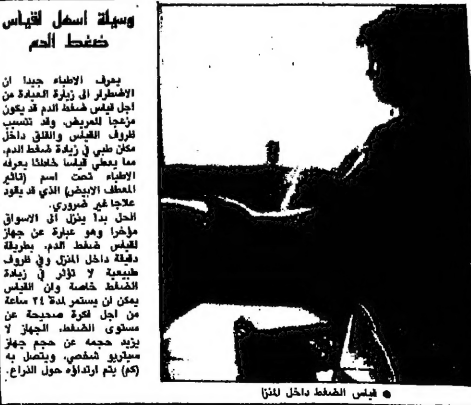 وسيلة اسهل لقياس
ضغط الدم
يعرف الاطباء جيدا ان
الاضطرار الى زيارة العيادة من
اجل قياس ضغط الدم قد يكون
مزعجا للمريض، وقد تتسبب
ظروف القياس والقلق داخل
مكان طبي في زيادة ضغط الدم،
مما يعطي قياسا خاطئا يعرفه
الاطباء تحت اسم (تاثير
المعطف الابيض) الذي قد يقود
علاجا غير ضروري.
الحل بدا ينزل الى الاسواق
مؤخرا وهو عبارة عن جهاز
لقياس ضغط الدم، بطريقة
دقيقة داخل المنزل وفي ظروف
طبيعية لا تؤثر في زيادة
الضغط خاصة وان القياس
يمكن ان يستمر لمدة ٢٤ ساعة
من اجل فكرة صحيحة عن
مستوى الضغط، الجهاز لا
يزيد حجمه عن حجم جهاز
ستريو شخصي، ويتصل به
(كم) يتم ارتداؤه حول الذراع.
● قياس الضغط داخل المنزل